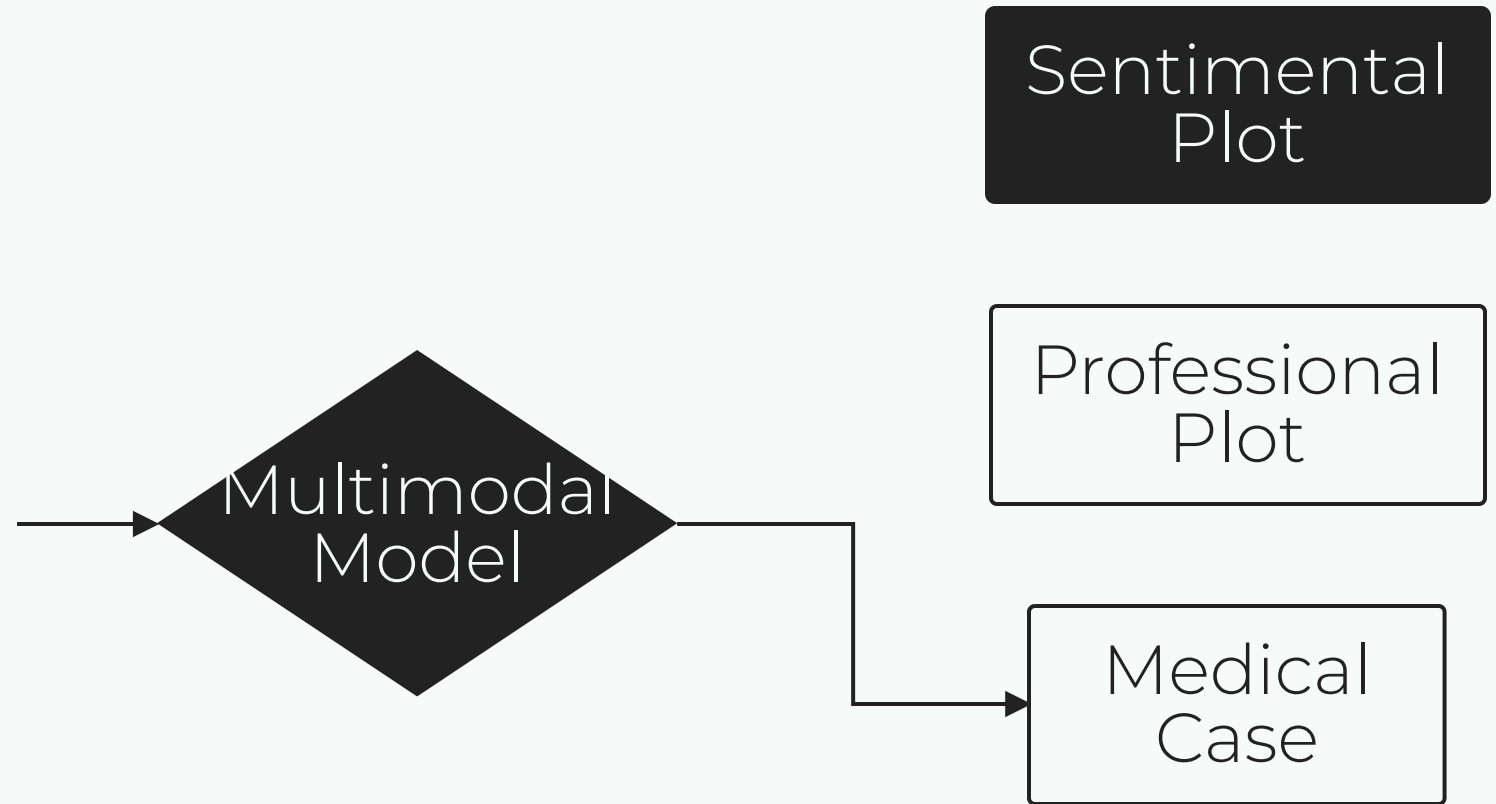 Sentimental
Plot
Professional
Plot
Multimodal
Model
Medical
Case